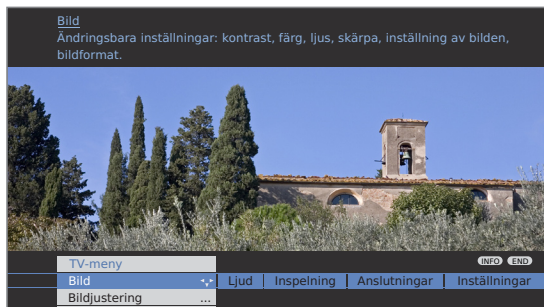 Bild
Ändringsbara inställningar: kontrast, färg, ljus, skärpa, inställning av bilden,
bildformat.
INFO END
TV-meny
Bild Ljud Inspelning Anslutningar Inställningar
Bildjustering ...